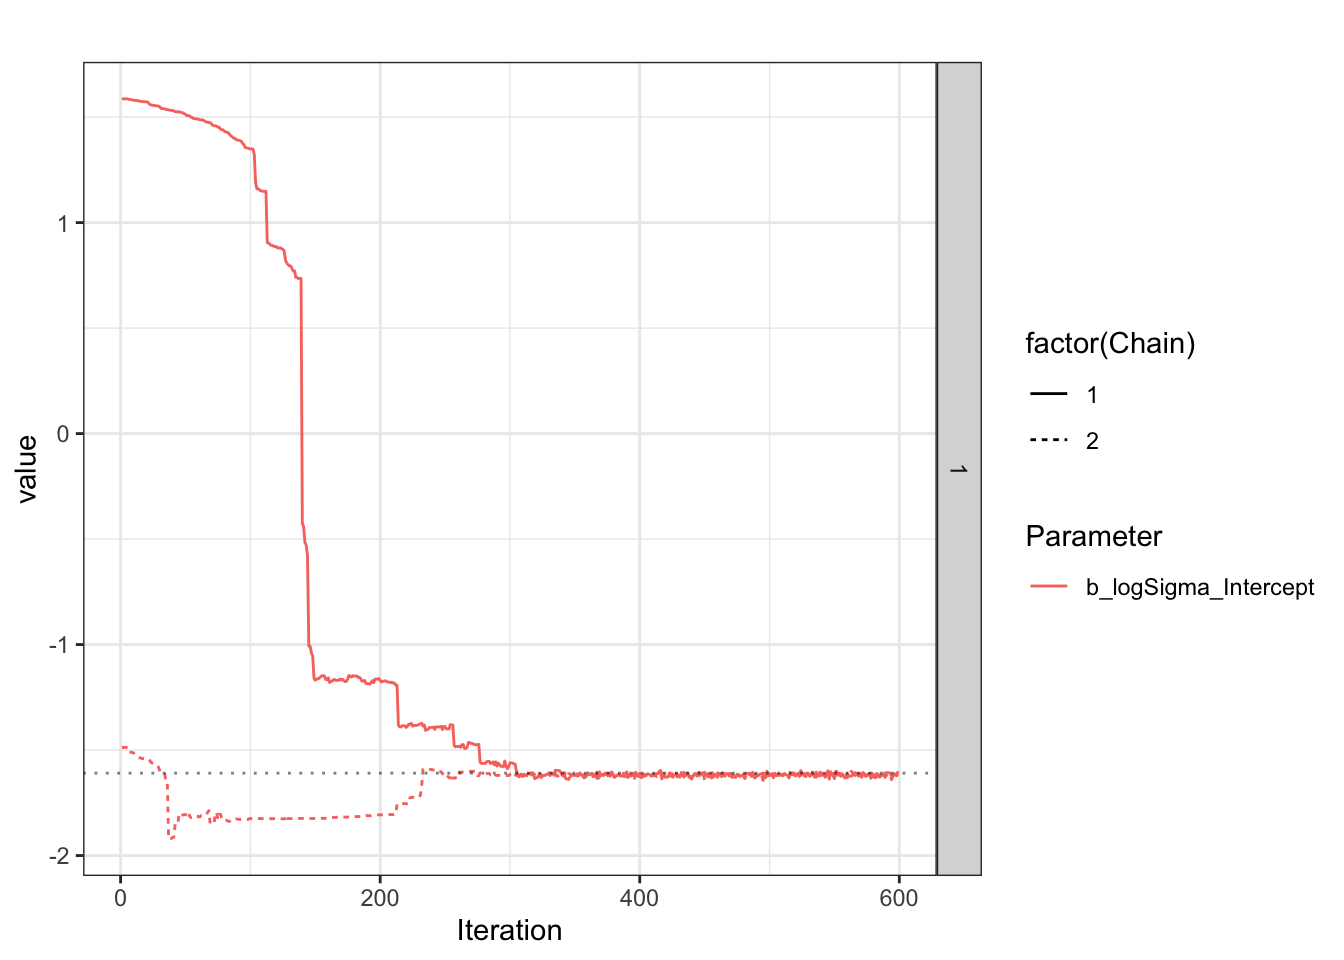 1
0
-1
-2
value
0
200
400
600
Iteration
1
factor(Chain)
1
2
Parameter
b_logSigma_Intercept